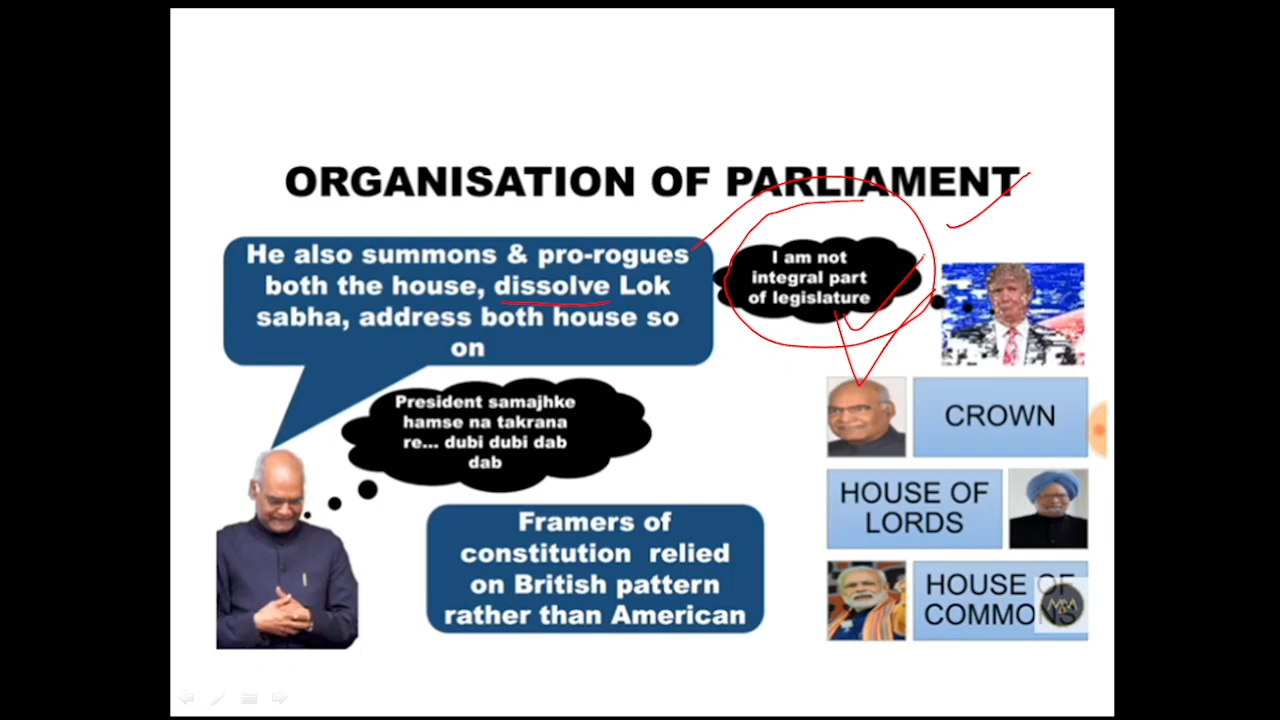 ORGANISATION OF PARLIAMENT
He also summons & pro-rogues
both the house, dissolve Lok
sabha, address both house so
on
I am not
integral part
of legislature
President samajhke
hamse na takrana
re... dubi dubi dab
dab
Framers of
constitution relied
on British pattern
rather than American
CROWN
HOUSE OF
LORDS
HOUSE OF
COMMONS